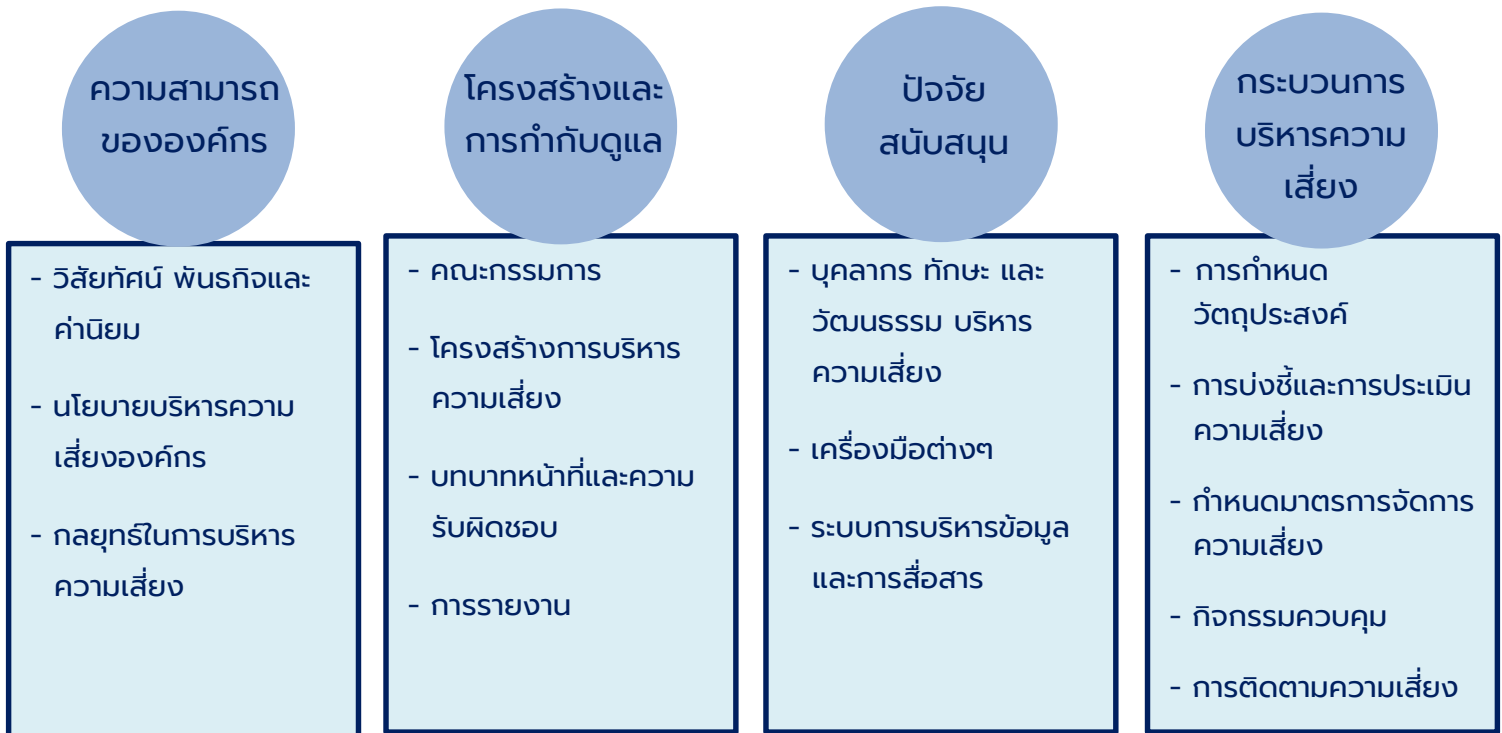 ความสามารถ
ขององค์กร
- วิสัยทัศน์ พันธกิจและ
ค่านิยม
- นโยบายบริหารความ
เสี่ยงองค์กร
- กลยุทธ์ในการบริหาร
ความเสี่ยง
โครงสร้างและ
การกำกับดูแล
- คณะกรรมการ
- โครงสร้างการบริหาร
ความเสี่ยง
- บทบาทหน้าที่และความ
รับผิดชอบ
- การรายงาน
ปัจจัย
สนับสนุน
- บุคลากร ทักษะ และ
วัฒนธรรม บริหาร
ความเสี่ยง
- เครื่องมือต่างๆ
- ระบบการบริหารข้อมูล
และการสื่อสาร
กระบวนการ
บริหารความ
เสี่ยง
- การกำหนด
วัตถุประสงค์
- การบ่งชี้และการประเมิน
ความเสี่ยง
- กำหนดมาตรการจัดการ
ความเสี่ยง
- กิจกรรมควบคุม
- การติดตามความเสี่ยง